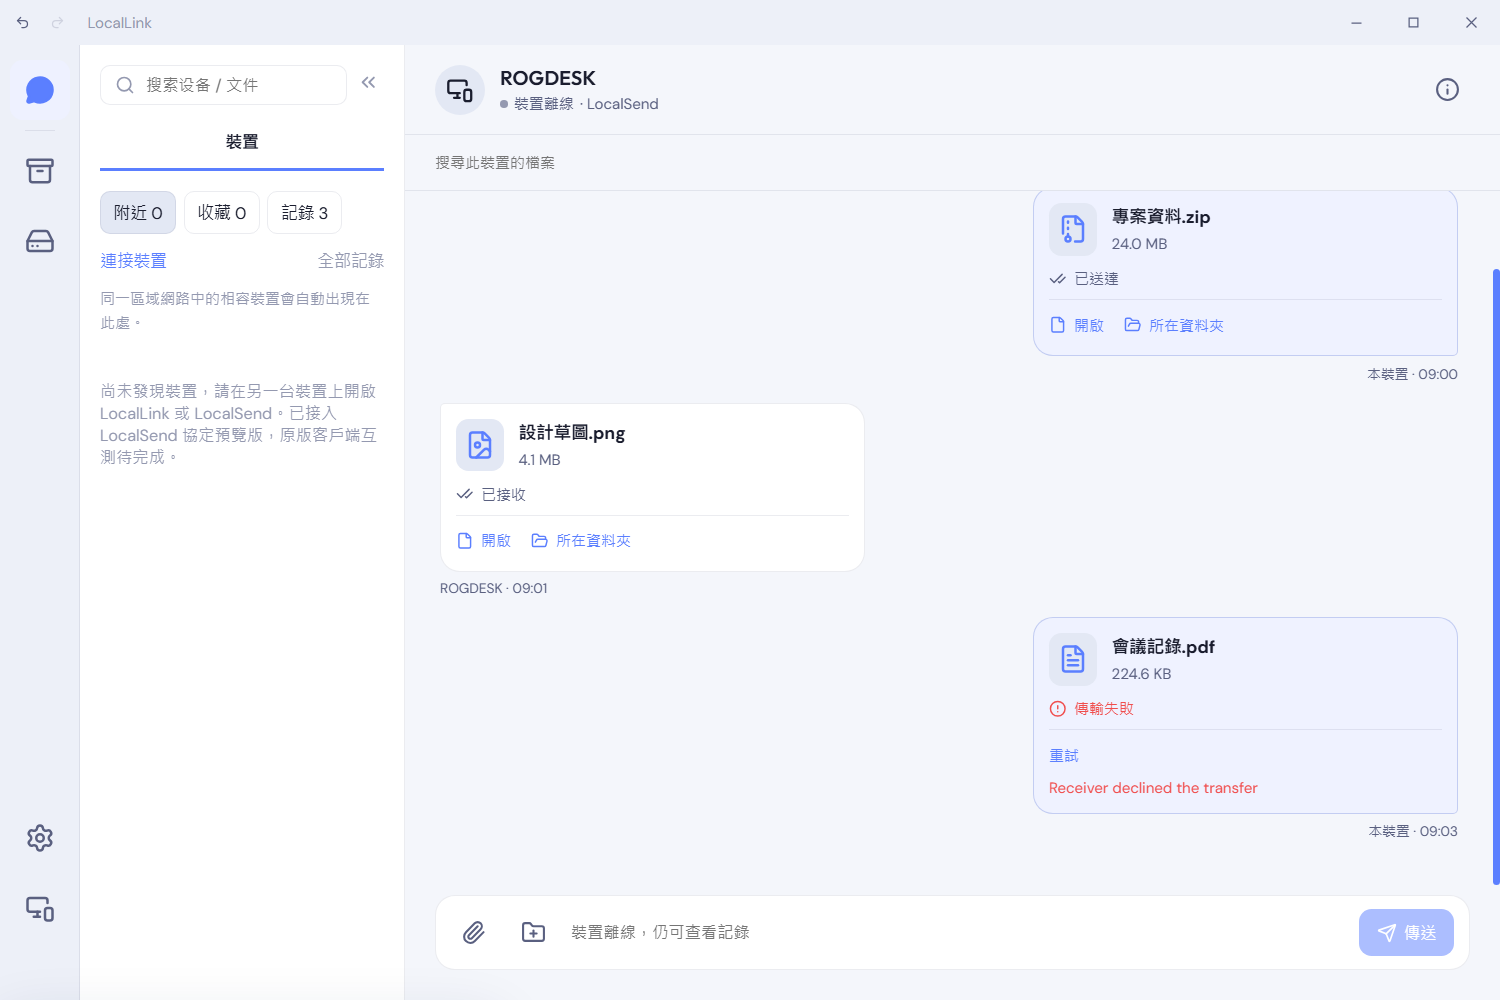 LocalLink
搜索设备 / 文件
裝置
附近 0
收藏 0
記錄 3
連接裝置
全部記錄
同一區域網路中的相容裝置會自動出現在
此處。
尚未發現裝置，請在另一台裝置上開啟
LocalLink 或 LocalSend。已接入
LocalSend 協定預覽版，原版客戶端互
測待完成。
ROGDESK
裝置離線 · LocalSend
搜尋此裝置的檔案
專案資料.zip
24.0 MB
已送達
開啟
所在資料夾
本裝置 · 09:00
設計草圖.png
4.1 MB
已接收
開啟
所在資料夾
ROGDESK · 09:01
會議記錄.pdf
224.6 KB
傳輸失敗
重試
Receiver declined the transfer
本裝置 · 09:03
裝置離線，仍可查看記錄
傳送